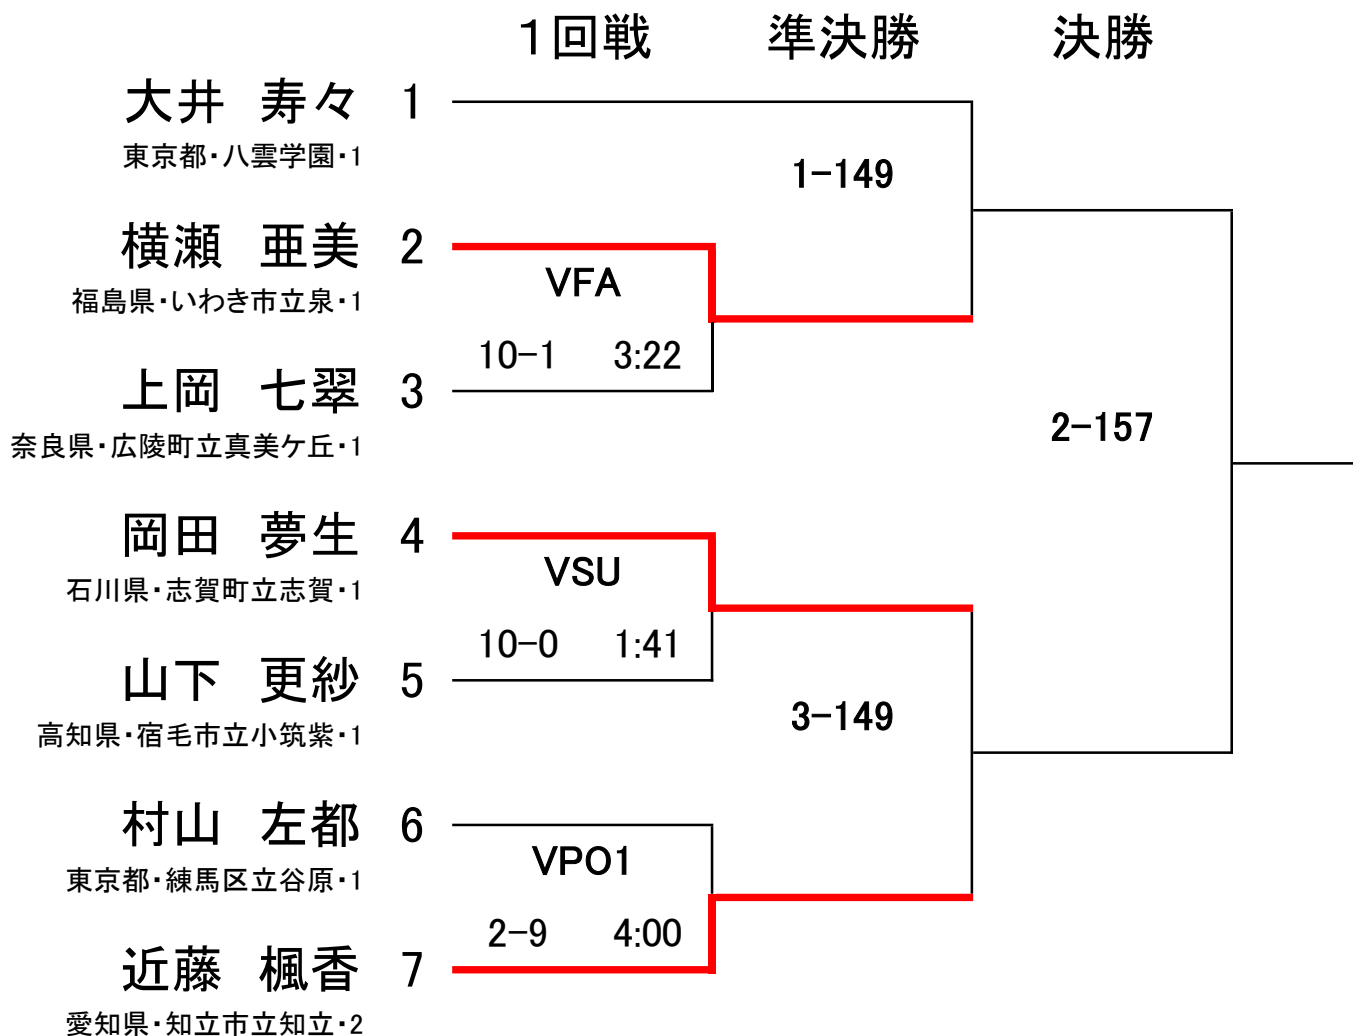 1回戦 準決勝 決勝
大井 寿々 1
東京都・八雲学園・1
1-149
横瀬 亜美 2
福島県・いわき市立泉・1
VFA
10-1 3:22
上岡 七翠 3
奈良県・広陵町立真美ケ丘・1
2-157
岡田 夢生 4
石川県・志賀町立志賀・1
VSU
10-0 1:41
山下 更紗 5
高知県・宿毛市立小筑紫・1
3-149
村山 左都 6
東京都・練馬区立谷原・1
VPO1
2-9 4:00
近藤 楓香 7
愛知県・知立市立知立・2